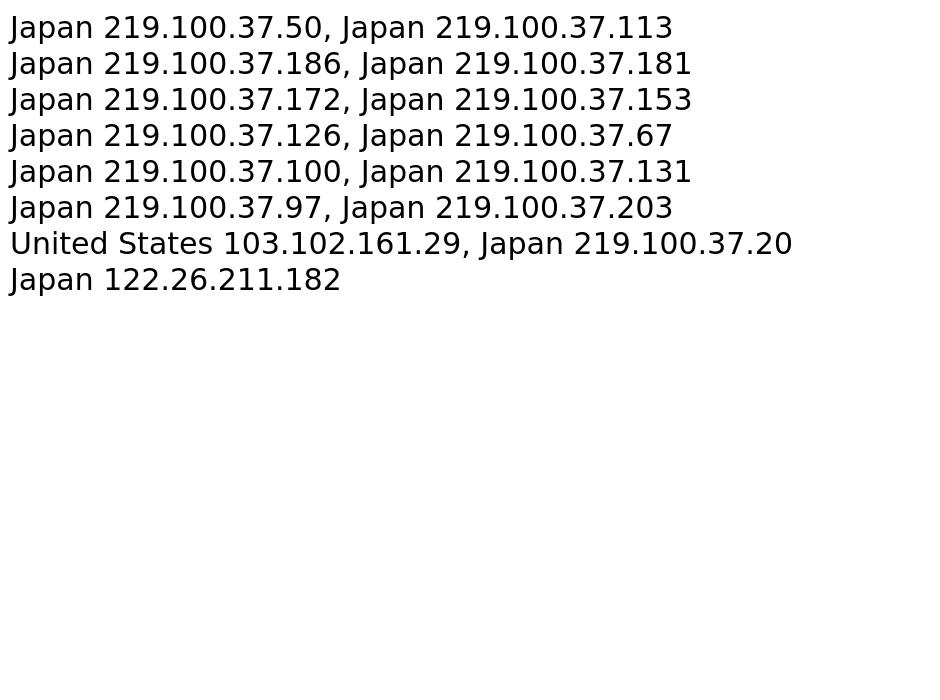 Japan 219.100.37.50, Japan 219.100.37.113
Japan 219.100.37.186, Japan 219.100.37.181
Japan 219.100.37.172, Japan 219.100.37.153
Japan 219.100.37.126, Japan 219.100.37.67
Japan 219.100.37.100, Japan 219.100.37.131
Japan 219.100.37.97, Japan 219.100.37.203
United States 103.102.161.29, Japan 219.100.37.20
Japan 122.26.211.182